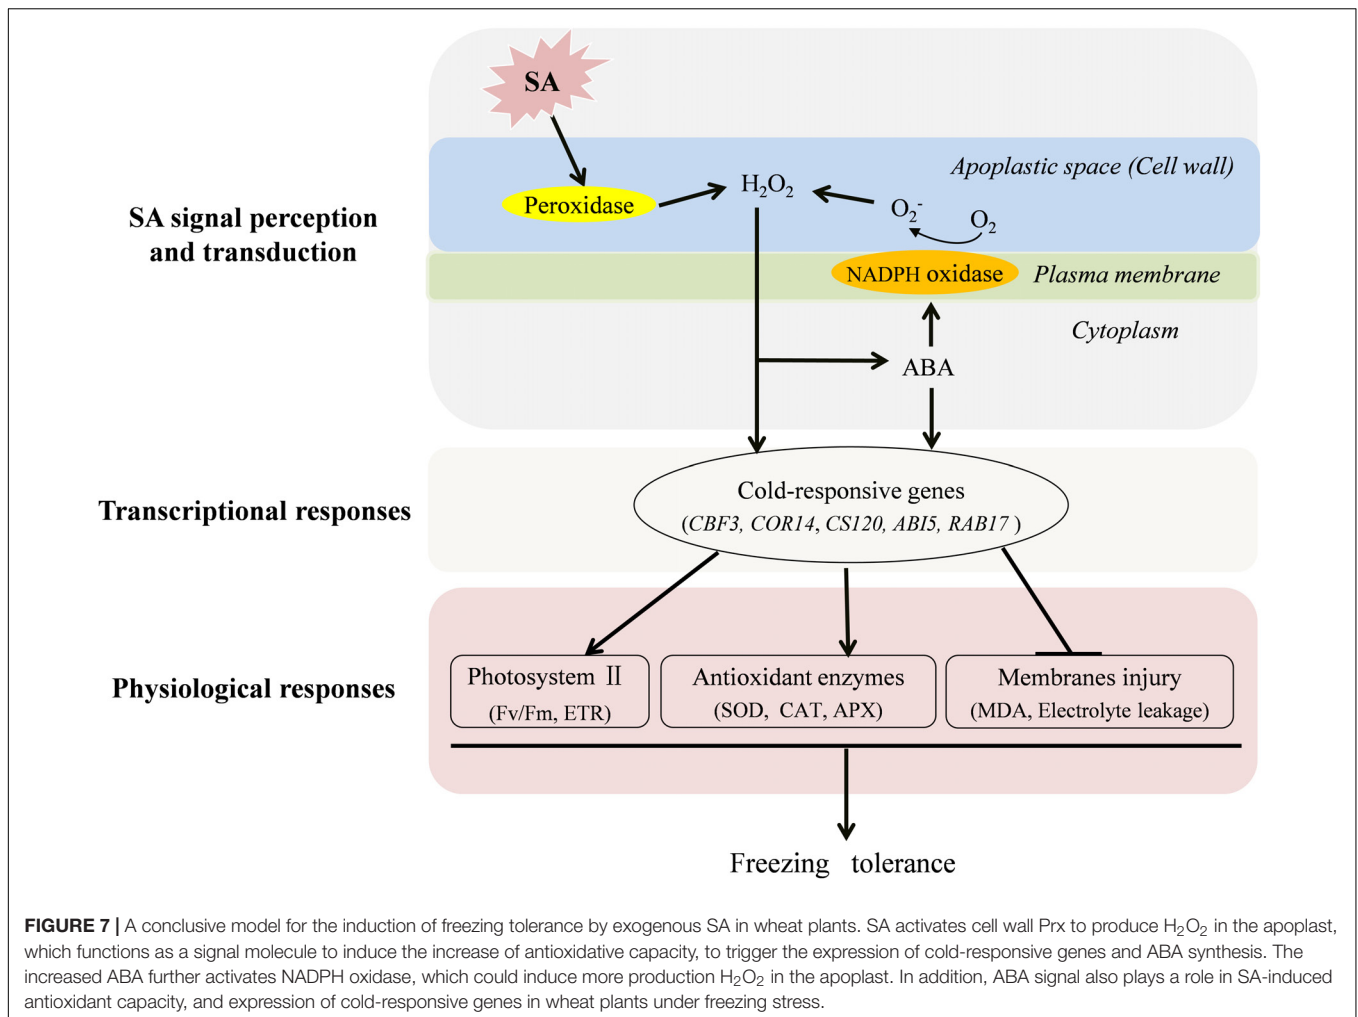 SA
Apoplastic space (Cell wall)
H₂O₂
Peroxidase
O₂⁻
O₂
SA signal perception
and transduction
NADPH oxidase
Plasma membrane
Cytoplasm
ABA
Transcriptional responses
Cold-responsive genes
(CBF3, COR14, CS120, ABI5, RAB17 )
Physiological responses
Photosystem II
(Fv/Fm, ETR)
Antioxidant enzymes
(SOD, CAT, APX)
Membranes injury
(MDA, Electrolyte leakage)
Freezing tolerance
FIGURE 7 | A conclusive model for the induction of freezing tolerance by exogenous SA in wheat plants. SA activates cell wall Prx to produce H₂O₂ in the apoplast,
which functions as a signal molecule to induce the increase of antioxidative capacity, to trigger the expression of cold-responsive genes and ABA synthesis. The
increased ABA further activates NADPH oxidase, which could induce more production H₂O₂ in the apoplast. In addition, ABA signal also plays a role in SA-induced
antioxidant capacity, and expression of cold-responsive genes in wheat plants under freezing stress.